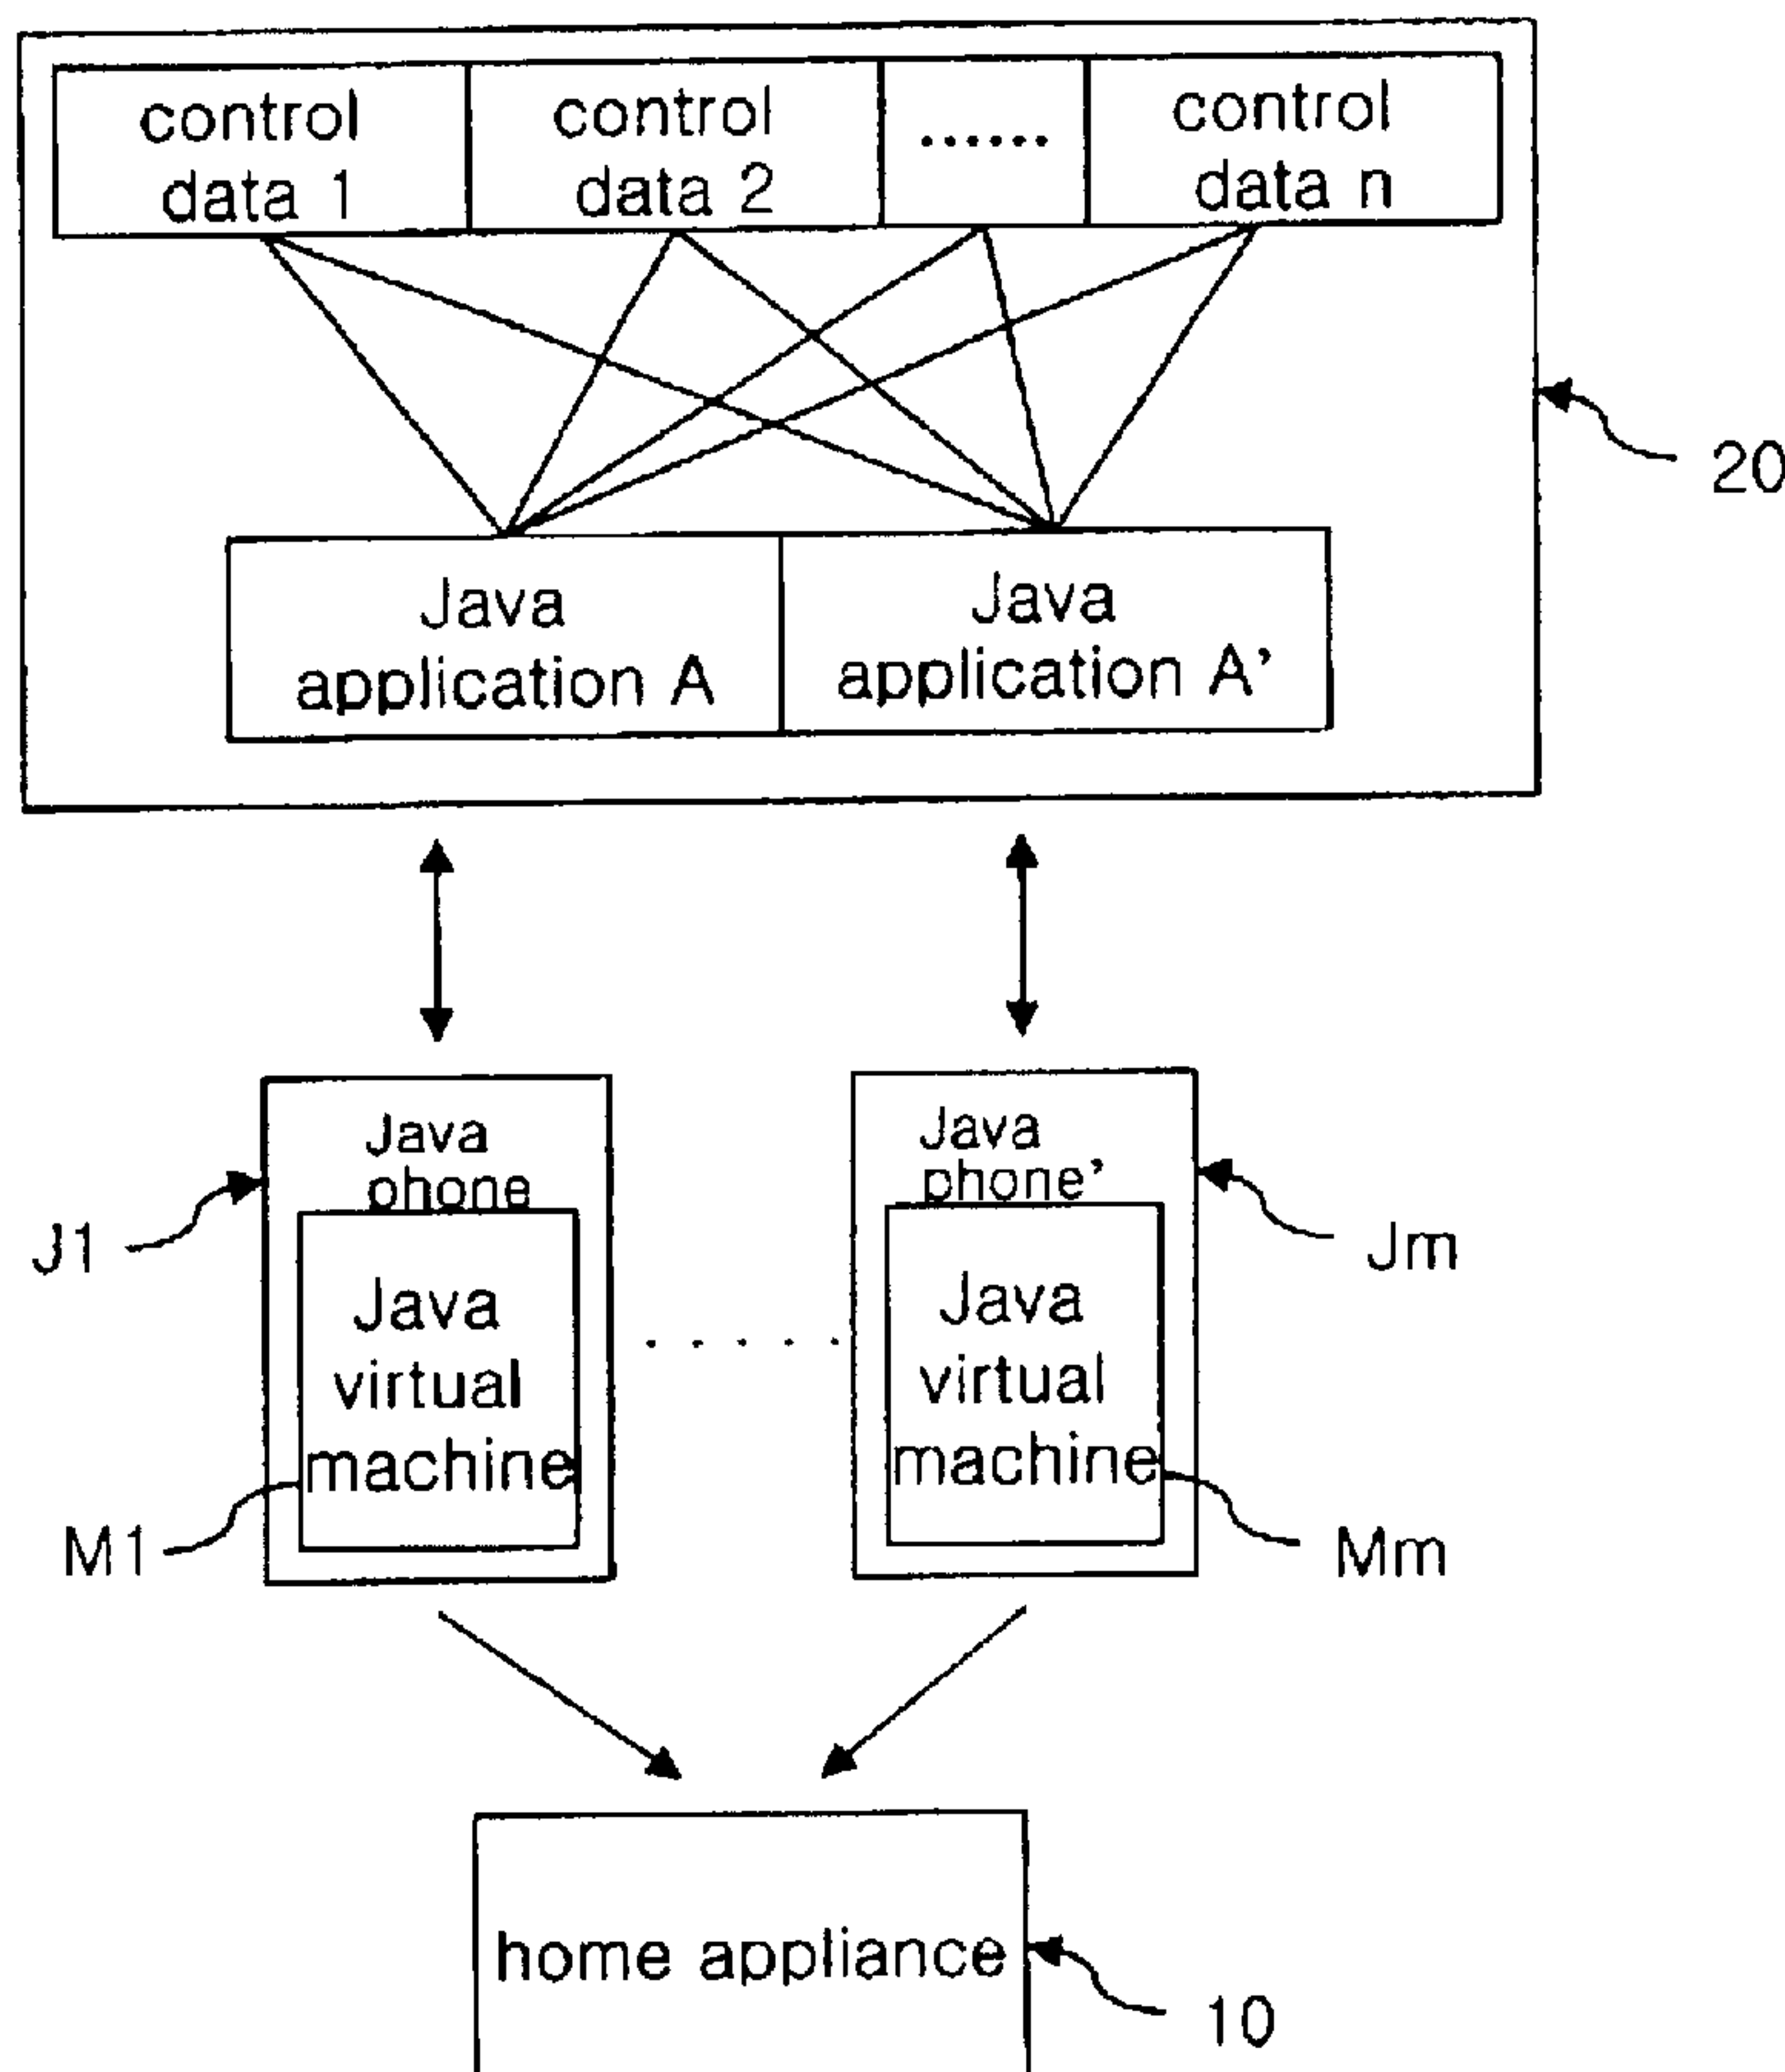 control
data 1
control
data 2
......
control
data n
20
Java
application A
Java
application A’
Java
phone
Java
phone’
J1
Jm
Java
virtual
machine
.....
Java
virtual
machine
M1
Mm
home appliance
10